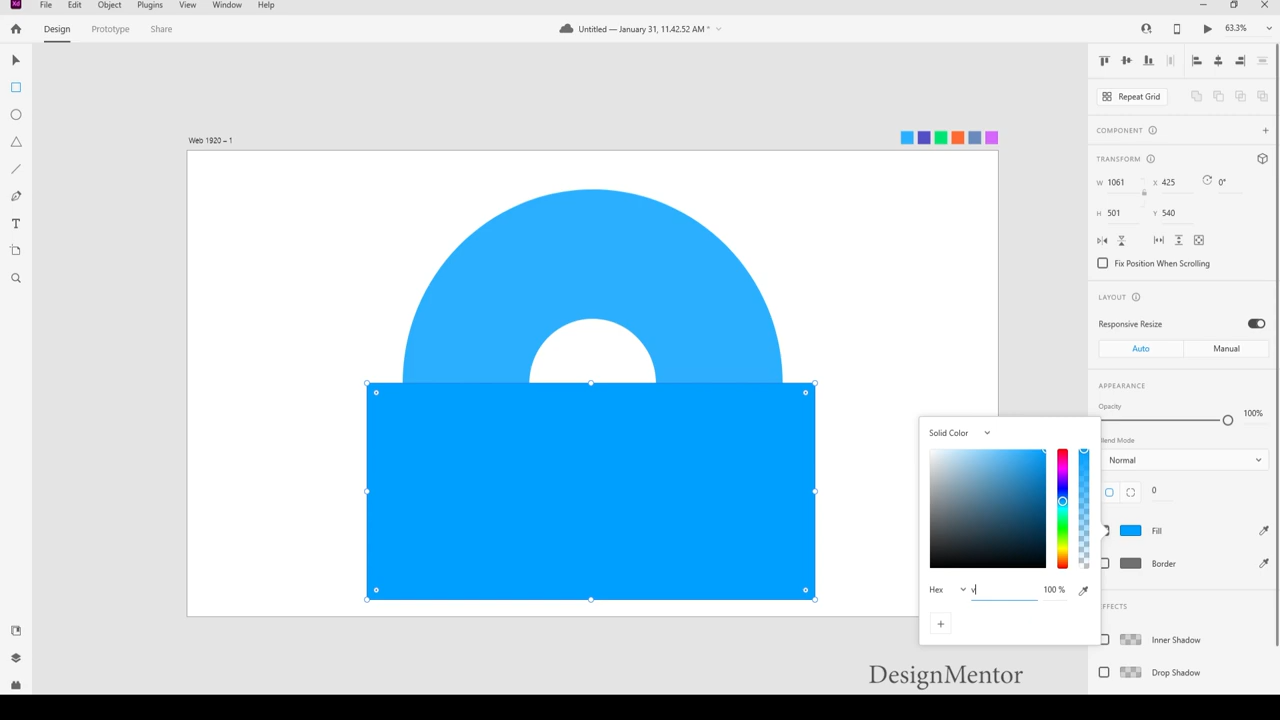 Xd File Edit Object Plugins View Window Help
Design Prototype Share Untitled — January 31, 11.42.52 AM * 63.3%
Repeat Grid
COMPONENT
Web 1920 – 1
TRANSFORM
W 1061 X 425 0°
H 501 Y 540
Fix Position When Scrolling
LAYOUT
Responsive Resize
Auto Manual
APPEARANCE
Opacity
100%
Solid Color
Blend Mode
Normal
0
Fill
Border
Hex v 100 %
EFFECTS
Inner Shadow
Drop Shadow
DesignMentor